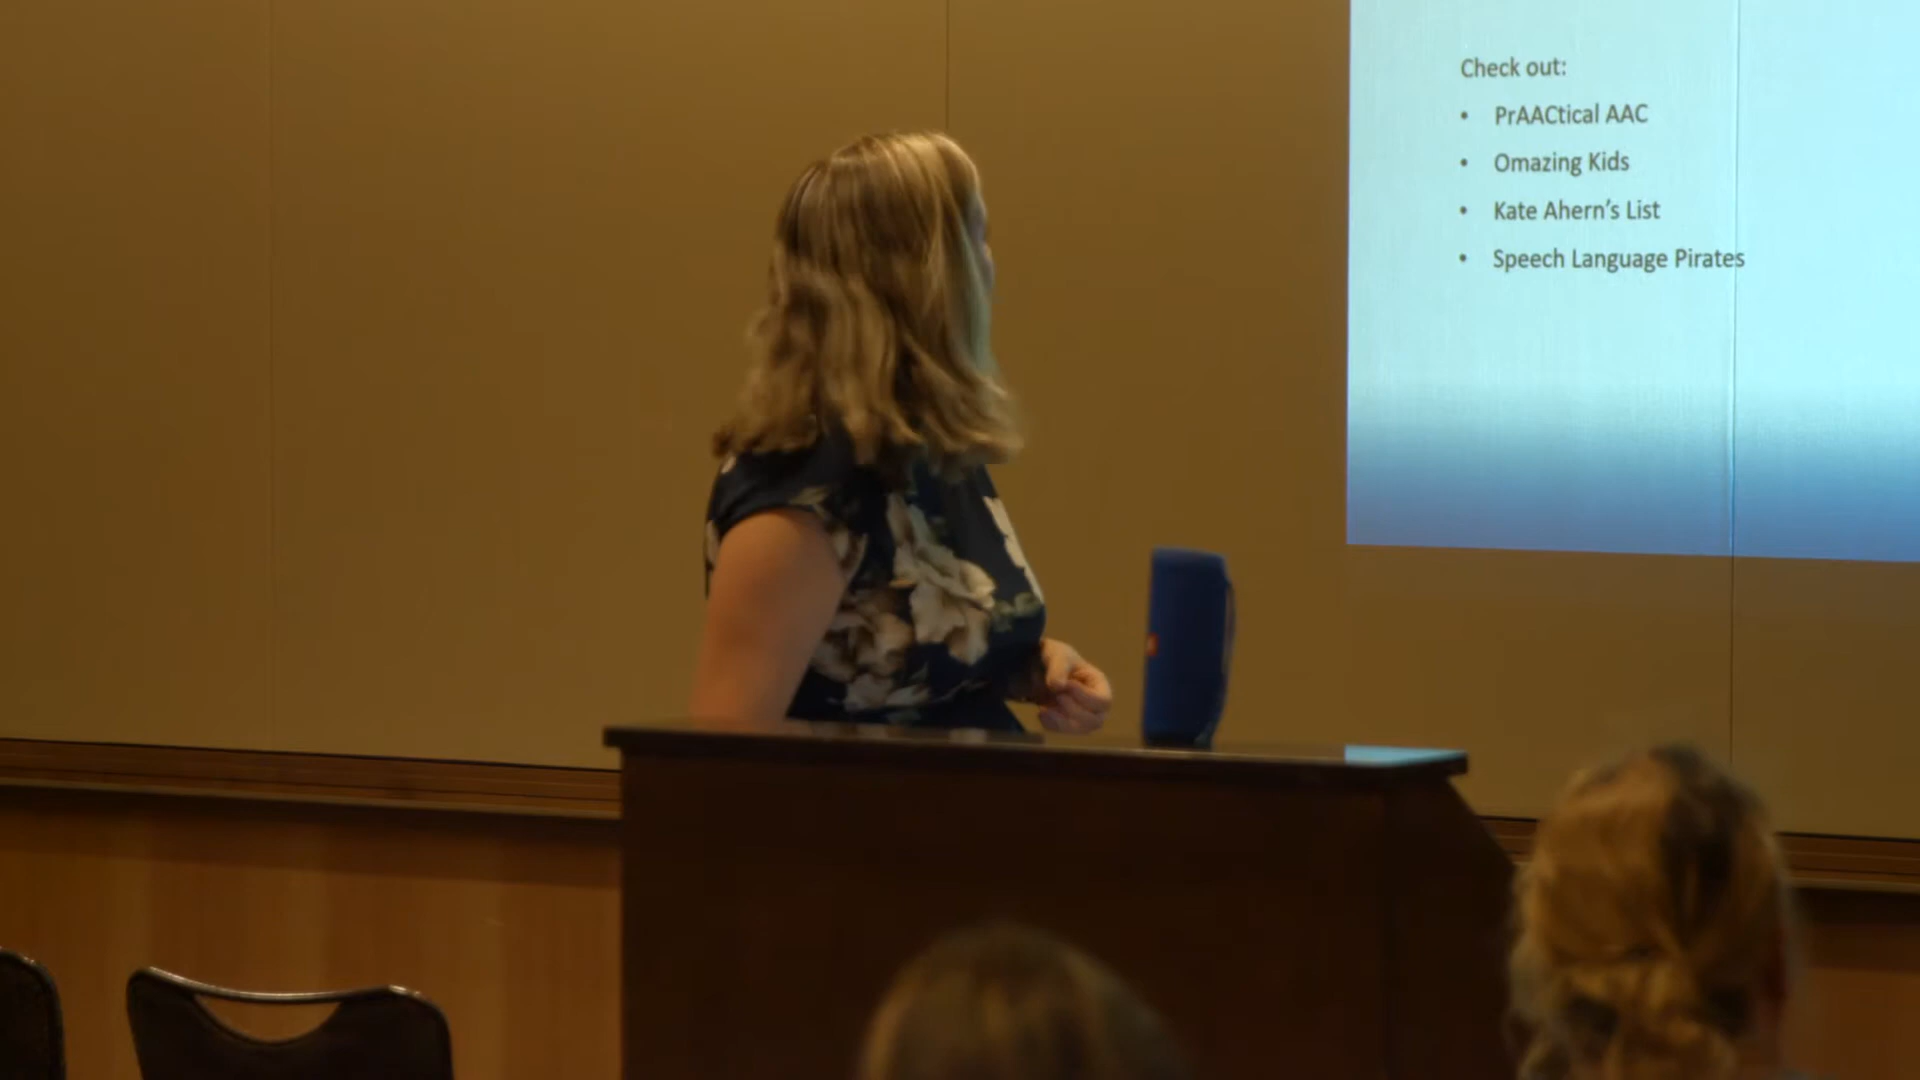 Check out:
• PrAACtical AAC
• Omazing Kids
• Kate Ahern’s List
• Speech Language Pirates